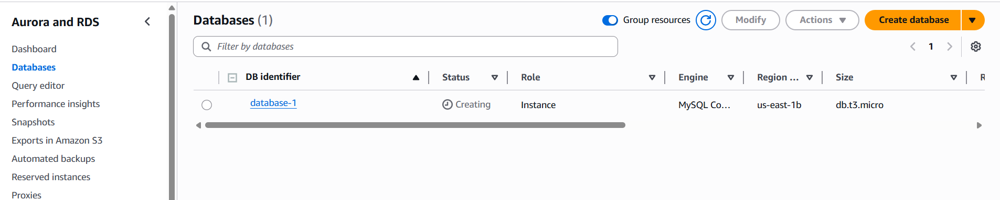 Aurora and RDS
Dashboard
Databases
Query editor
Performance insights
Snapshots
Exports in Amazon S3
Automated backups
Reserved instances
Proxies
Databases (1)
Group resources
Modify
Actions
Create database
Filter by databases
1
DB identifier Status Role Engine Region ... Size R
database-1 Creating Instance MySQL Co... us-east-1b db.t3.micro